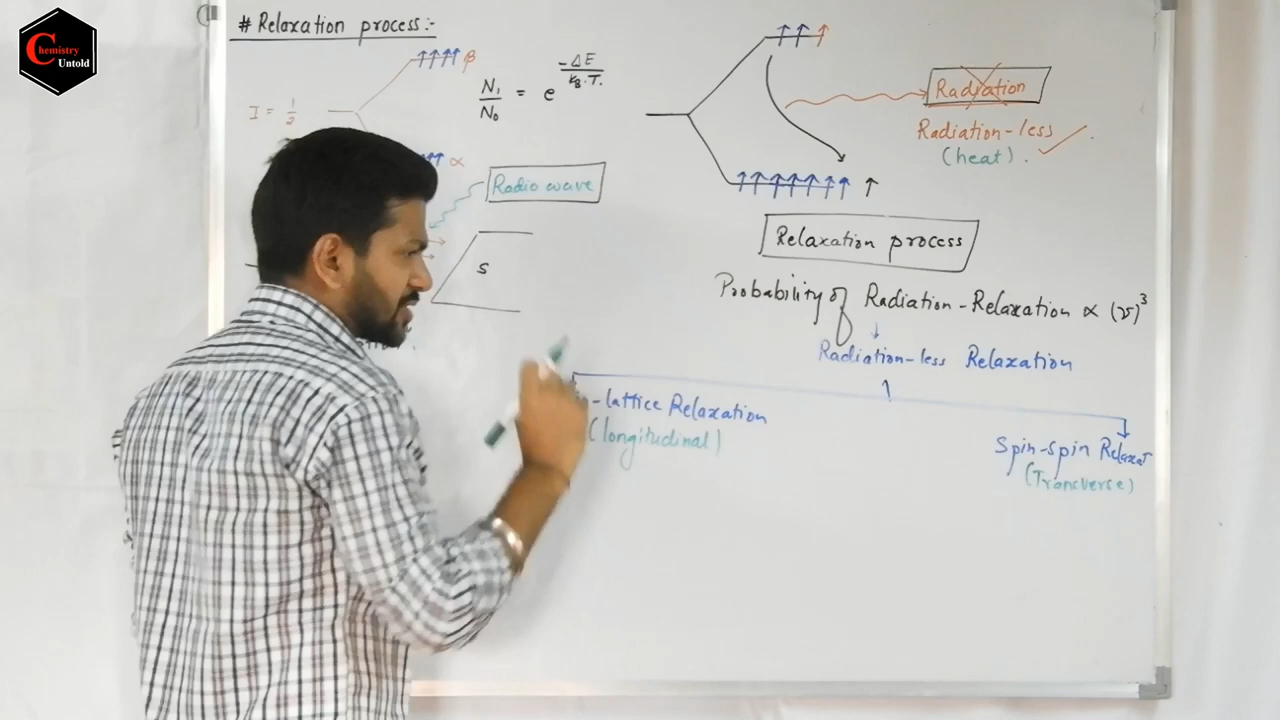 Chemistry
Untold
# Relaxation process:-
β
I = 1/2
N₁/N₀ = e^(-ΔE/k_B.T.)
α
Radio wave
S
Radiation
Radiation-less
(heat).
Relaxation process
Probability of Radiation-Relaxation ∝ (ν)³
Radiation-less Relaxation
-lattice Relaxation
(longitudinal)
Spin-spin Relaxat
(Transverse)